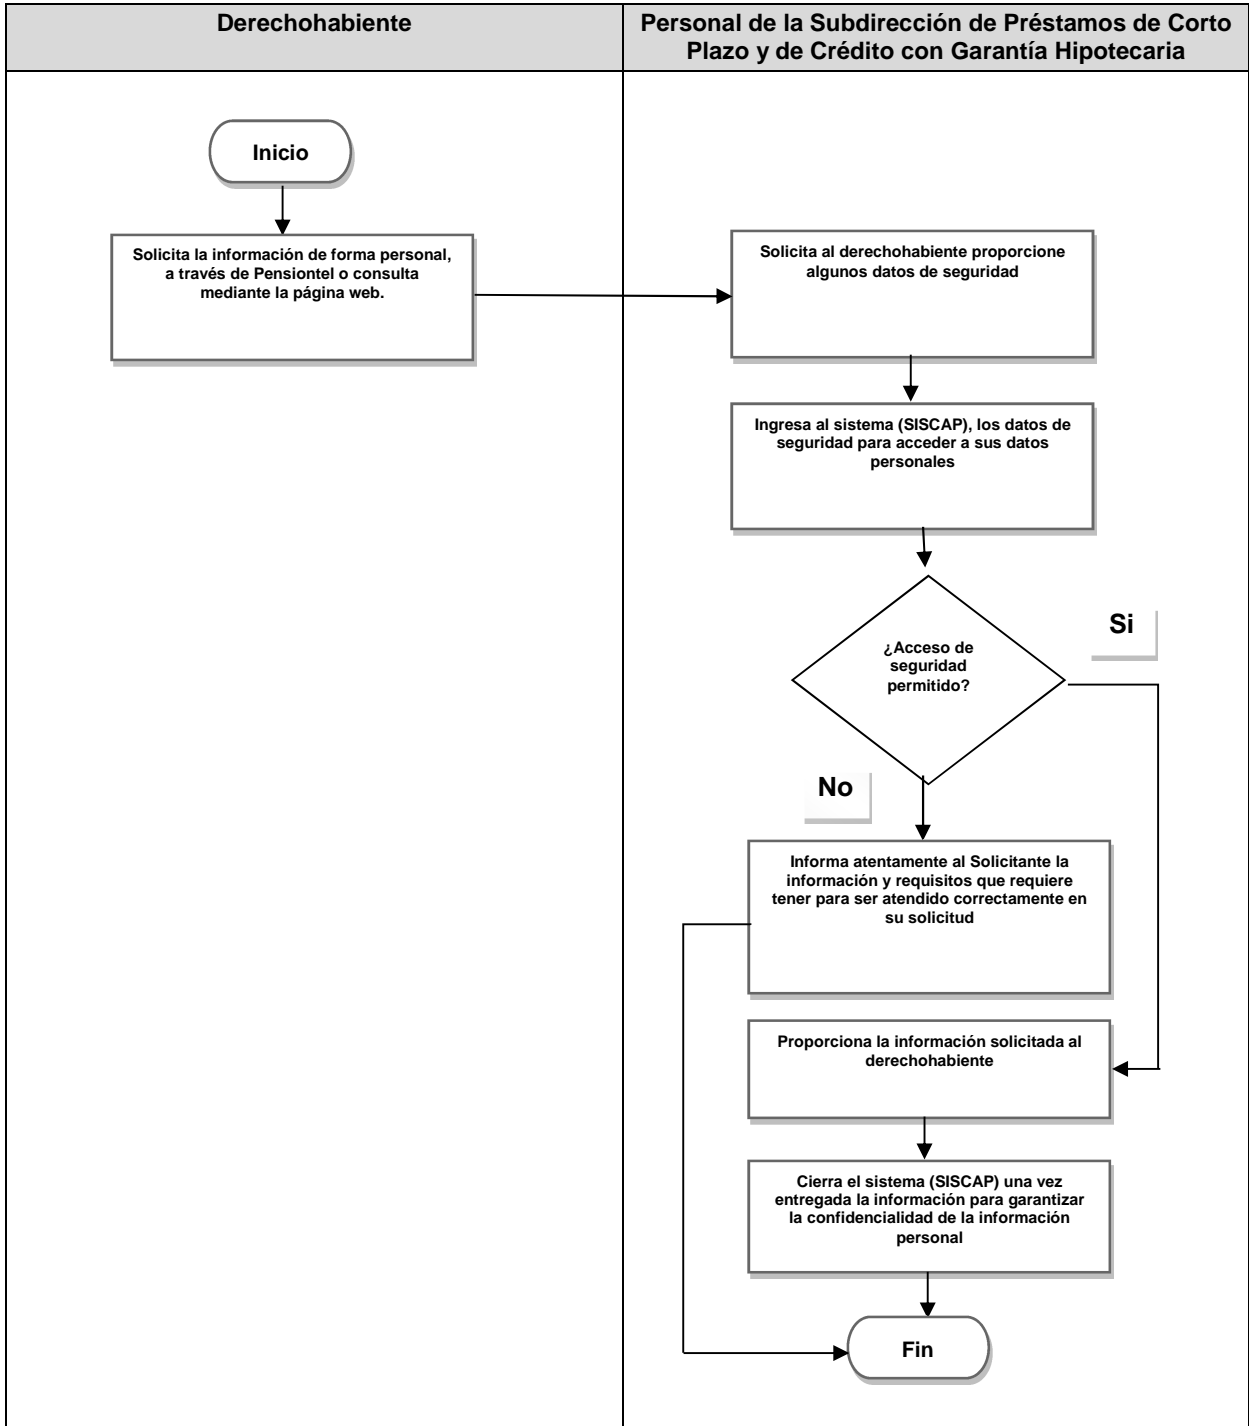 Derechohabiente
Personal de la Subdirección de Préstamos de Corto
Plazo y de Crédito con Garantía Hipotecaria
Inicio
Solicita la información de forma personal,
a través de Pensiontel o consulta
mediante la página web.
Solicita al derechohabiente proporcione
algunos datos de seguridad
Ingresa al sistema (SISCAP), los datos de
seguridad para acceder a sus datos
personales
¿Acceso de
seguridad
permitido?
Si
No
Informa atentamente al Solicitante la
información y requisitos que requiere
tener para ser atendido correctamente en
su solicitud
Proporciona la información solicitada al
derechohabiente
Cierra el sistema (SISCAP) una vez
entregada la información para garantizar
la confidencialidad de la información
personal
Fin